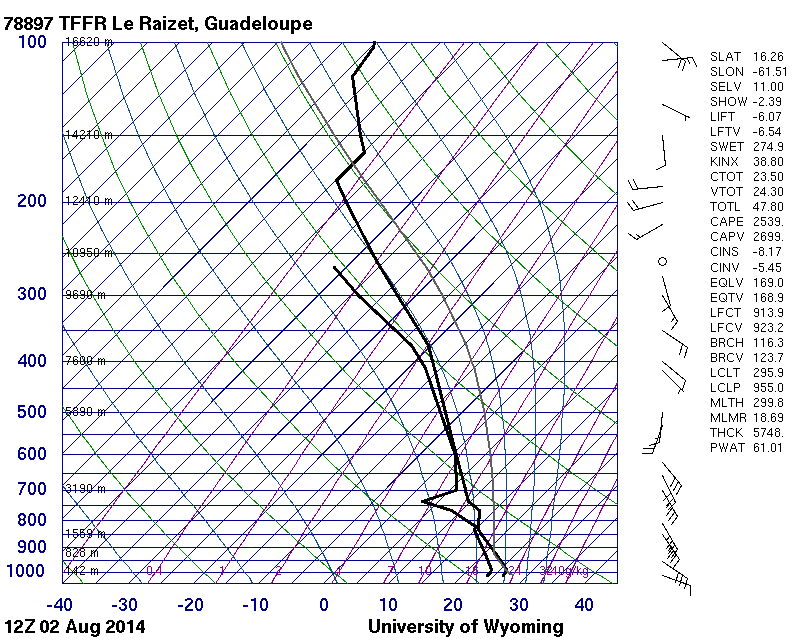 78897 TFFR Le Raizet, Guadeloupe
100 16620 m
14210 m
200 12410 m
10950 m
300 9690 m
400 7600 m
500 5890 m
600
700 3190 m
800
1559 m
900
828 m
1000 142 m
0.4 1 2 4 7 10 16 24 32 40g/kg
-40 -30 -20 -10 0 10 20 30 40
12Z 02 Aug 2014 University of Wyoming
SLAT 16.26
SLON -61.51
SELV 11.00
SHOW -2.39
LIFT -6.07
LFTV -6.54
SWET 274.9
KINX 38.80
CTOT 23.50
VTOT 24.30
TOTL 47.80
CAPE 2539.
CAPV 2699.
CINS -8.17
CINV -5.45
EQLV 169.0
EQTV 168.9
LFCT 913.9
LFCV 923.2
BRCH 116.3
BRCV 123.7
LCLT 295.9
LCLP 955.0
MLTH 299.8
MLMR 18.69
THCK 5748.
PWAT 61.01